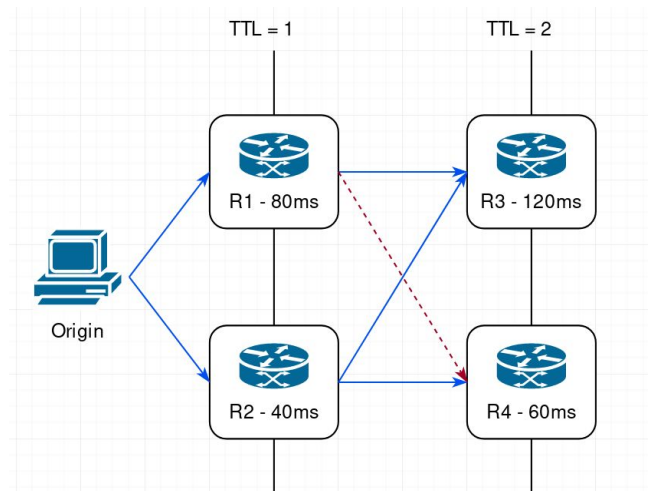 TTL = 1
TTL = 2
R1 - 80ms
R3 - 120ms
Origin
R2 - 40ms
R4 - 60ms